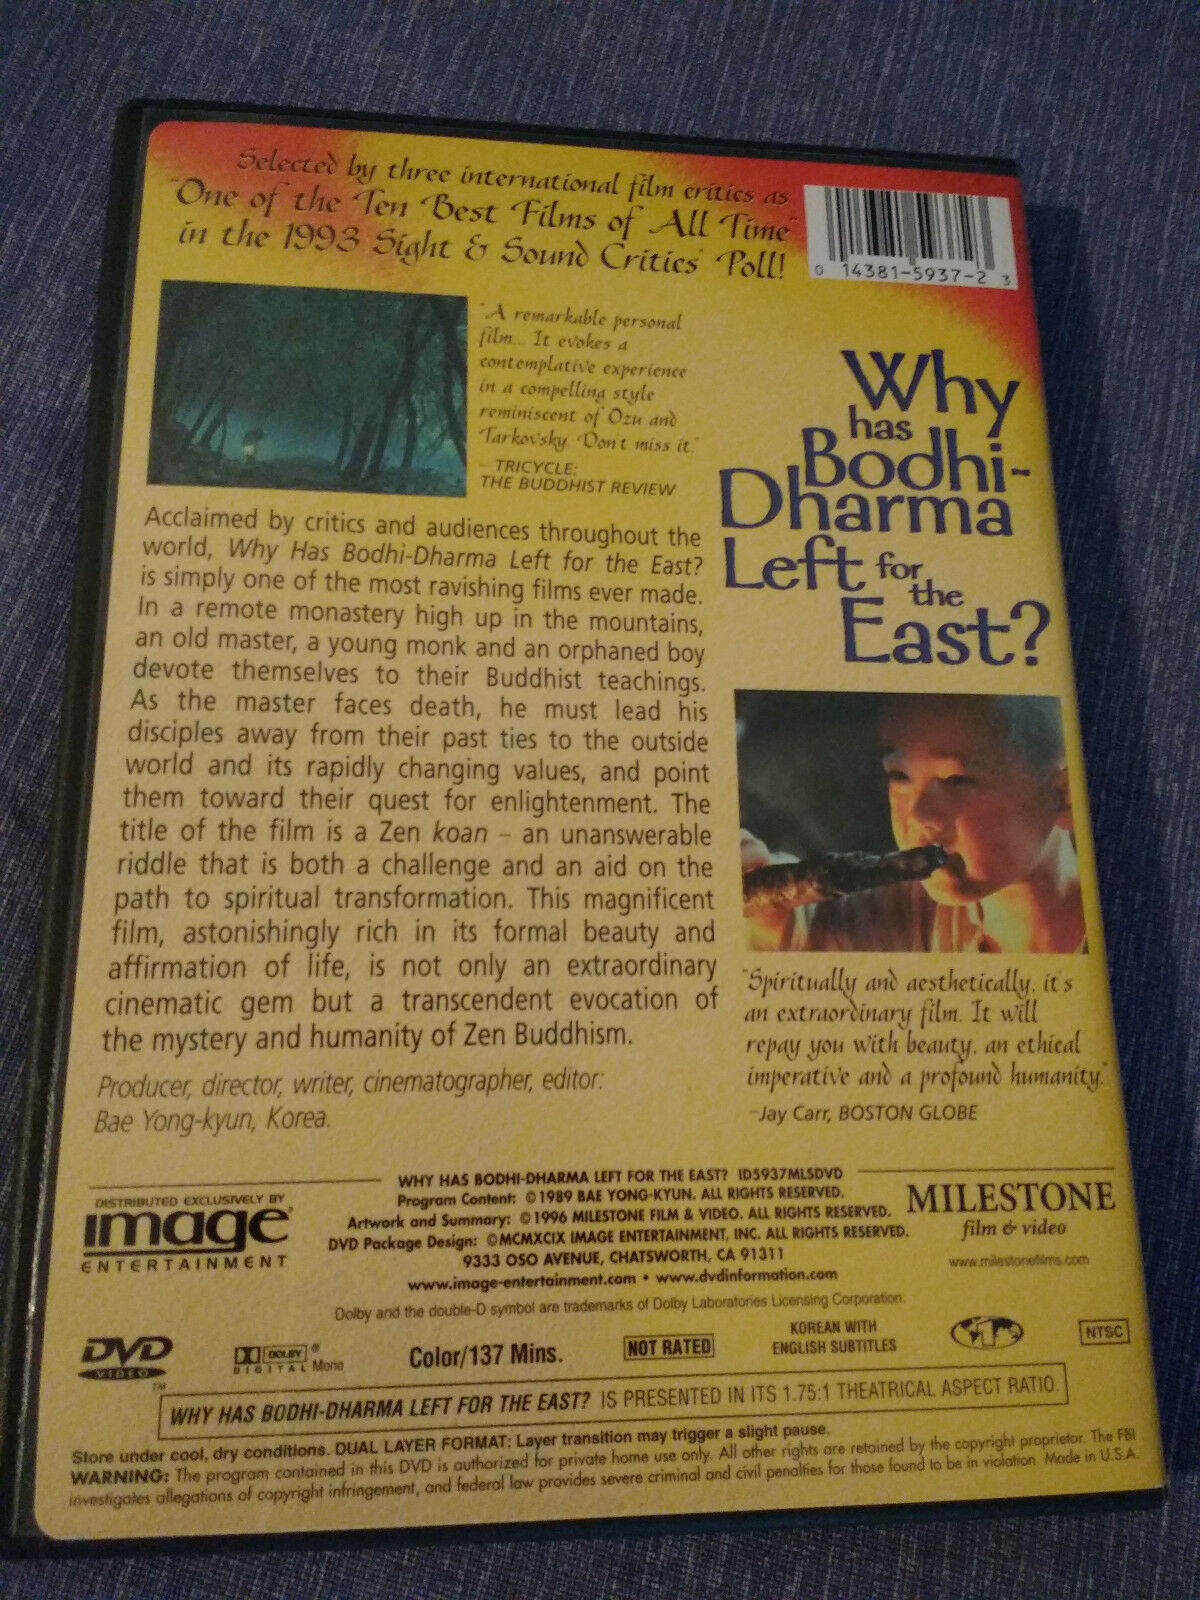 Selected by three international film critics as
"One of the Ten Best Films of All Time"
in the 1993 Sight & Sound Critics' Poll!
0 14381-5937-2 3
"A remarkable personal
film... It evokes a
contemplative experience
in a compelling style
reminiscent of Ozu and
Tarkovsky. Don't miss it."
– TRICYCLE:
THE BUDDHIST REVIEW
Why
has
Bodhi-
Dharma
Left for
the
East?
Acclaimed by critics and audiences throughout the
world, Why Has Bodhi-Dharma Left for the East?
is simply one of the most ravishing films ever made.
In a remote monastery high up in the mountains,
an old master, a young monk and an orphaned boy
devote themselves to their Buddhist teachings.
As the master faces death, he must lead his
disciples away from their past ties to the outside
world and its rapidly changing values, and point
them toward their quest for enlightenment. The
title of the film is a Zen koan – an unanswerable
riddle that is both a challenge and an aid on the
path to spiritual transformation. This magnificent
film, astonishingly rich in its formal beauty and
affirmation of life, is not only an extraordinary
cinematic gem but a transcendent evocation of
the mystery and humanity of Zen Buddhism.
Producer, director, writer, cinematographer, editor:
Bae Yong-kyun, Korea.
"Spiritually and aesthetically, it's
an extraordinary film. It will
repay you with beauty, an ethical
imperative and a profound humanity."
–Jay Carr, BOSTON GLOBE
DISTRIBUTED EXCLUSIVELY BY
image®
ENTERTAINMENT
WHY HAS BODHI-DHARMA LEFT FOR THE EAST? ID5937MLSDVD
Program Content: ©1989 BAE YONG-KYUN. ALL RIGHTS RESERVED.
Artwork and Summary: ©1996 MILESTONE FILM & VIDEO. ALL RIGHTS RESERVED.
DVD Package Design: ©MCMXCIX IMAGE ENTERTAINMENT, INC. ALL RIGHTS RESERVED.
9333 OSO AVENUE, CHATSWORTH, CA 91311
www.image-entertainment.com • www.dvdinformation.com
MILESTONE
film & video
www.milestonefilms.com
Dolby and the double-D symbol are trademarks of Dolby Laboratories Licensing Corporation.
DVD
VIDEO™
DOLBY®
DIGITAL Mono
Color/137 Mins.
NOT RATED
KOREAN WITH
ENGLISH SUBTITLES
1
NTSC
WHY HAS BODHI-DHARMA LEFT FOR THE EAST? IS PRESENTED IN ITS 1.75:1 THEATRICAL ASPECT RATIO.
Store under cool, dry conditions. DUAL LAYER FORMAT: Layer transition may trigger a slight pause.
WARNING: The program contained in this DVD is authorized for private home use only. All other rights are retained by the copyright proprietor. The FBI
investigates allegations of copyright infringement, and federal law provides severe criminal and civil penalties for those found to be in violation. Made in U.S.A.